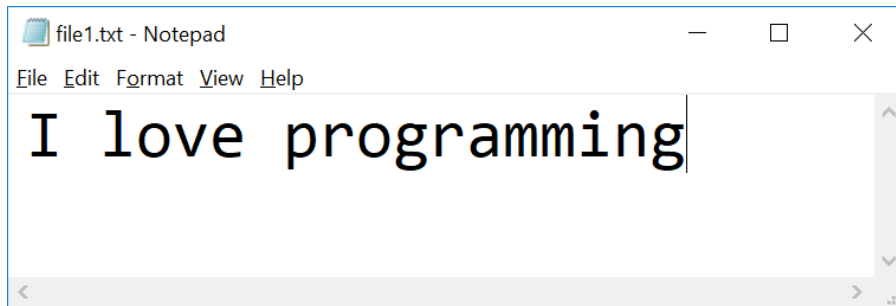 file1.txt - Notepad
File Edit Format View Help
I love programming